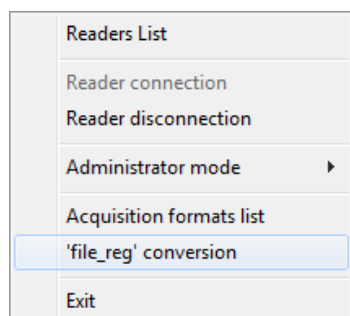 Readers List
Reader connection
Reader disconnection
Administrator mode
Acquisition formats list
'file_reg' conversion
Exit